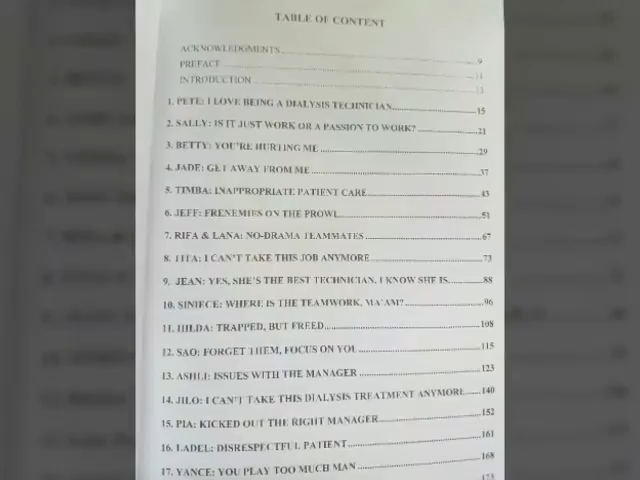 TABLE OF CONTENT
ACKNOWLEDGMENTS 9
PREFACE 11
INTRODUCTION 13
1. PETE: I LOVE BEING A DIALYSIS TECHNICIAN 15
2. SALLY: IS IT JUST WORK OR A PASSION TO WORK? 21
3. BETTY: YOU'RE HURTING ME 29
4. JADE: GET AWAY FROM ME 37
5. TIMBA: INAPPROPRIATE PATIENT CARE 43
6. JEFF: FRENEMIES ON THE PROWL 51
7. RIFA & LANA: NO-DRAMA TEAMMATES 67
8. TITA: I CAN'T TAKE THIS JOB ANYMORE 73
9. JEAN: YES, SHE'S THE BEST TECHNICIAN, I KNOW SHE IS 88
10. SINIECE: WHERE IS THE TEAMWORK, MA'AM? 96
11. HILDA: TRAPPED, BUT FREED 108
12. SAO: FORGET THEM, FOCUS ON YOU 115
13. ASHLI: ISSUES WITH THE MANAGER 123
14. JILO: I CAN'T TAKE THIS DIALYSIS TREATMENT ANYMORE 140
15. PIA: KICKED OUT THE RIGHT MANAGER 152
16. LADEL: DISRESPECTFUL PATIENT 161
17. YANCE: YOU PLAY TOO MUCH MAN 168
173